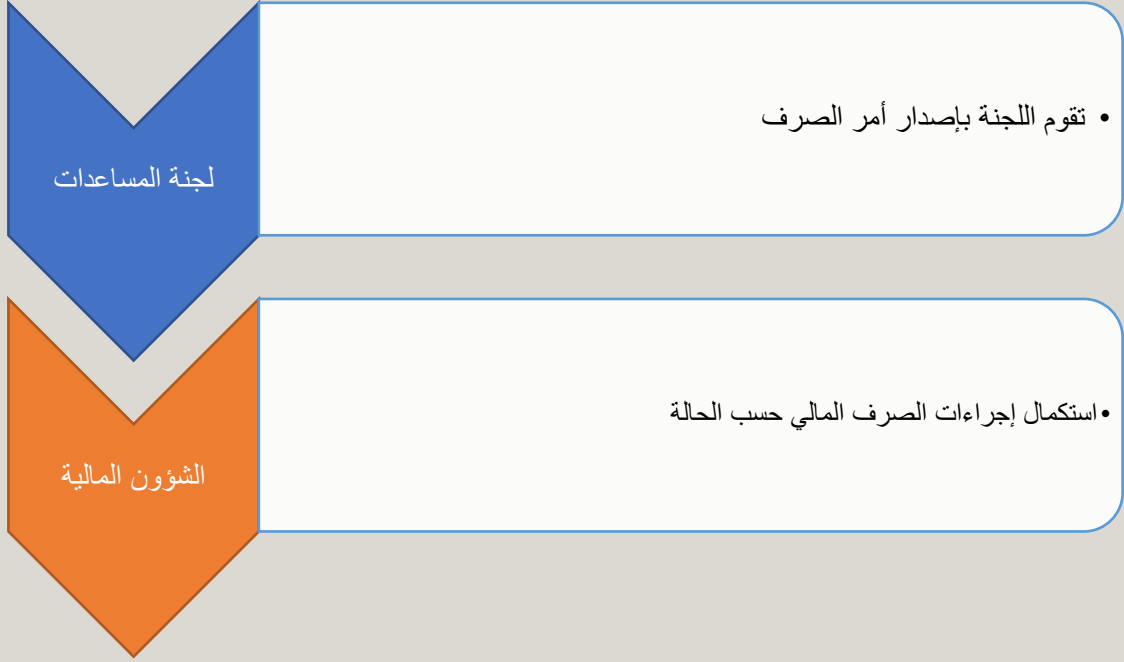 لجنة المساعدات
• تقوم اللجنة بإصدار أمر الصرف
الشؤون المالية
•استكمال إجراءات الصرف المالي حسب الحالة